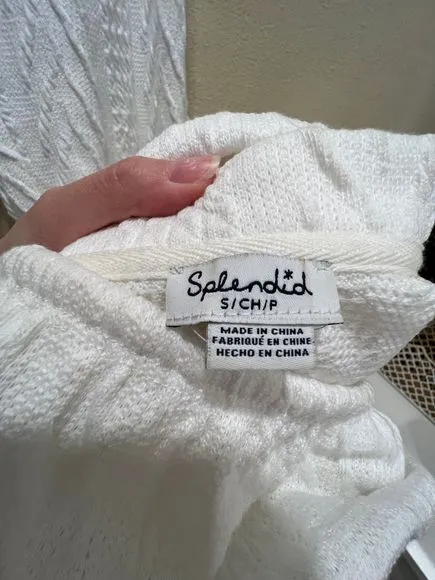 Splendid
S/CH/P
MADE IN CHINA
FABRIQUÉ EN CHINE
HECHO EN CHINA